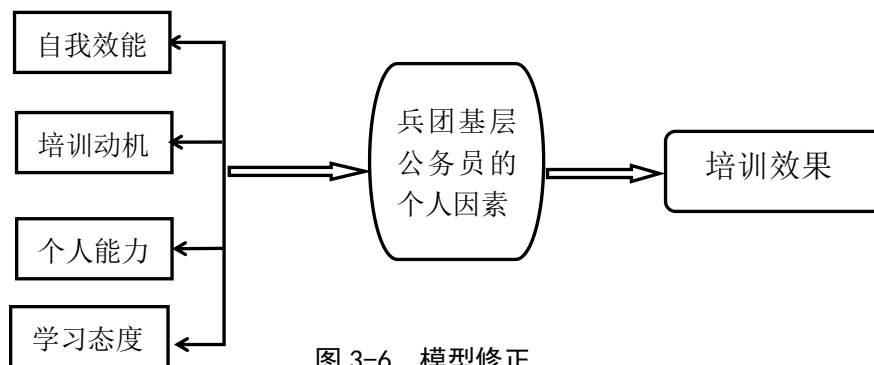 自我效能
培训动机
个人能力
学习态度
兵团基层
公务员的
个人因素
培训效果
图 3-6 模型修正